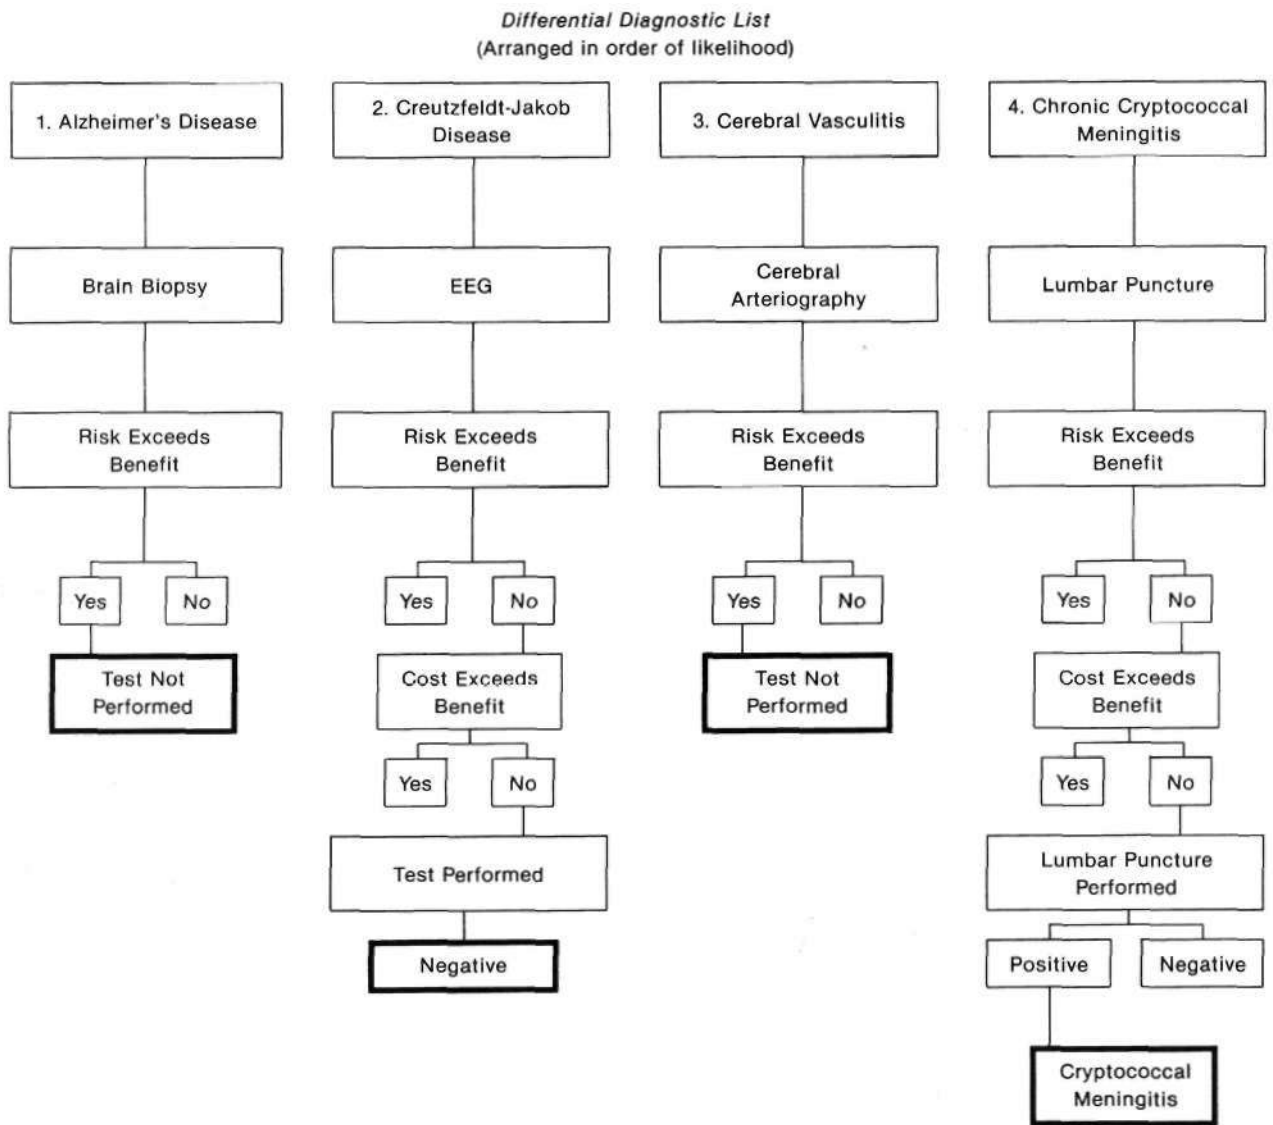 Differential Diagnostic List
(Arranged in order of likelihood)
1. Alzheimer's Disease
2. Creutzfeldt-Jakob
Disease
3. Cerebral Vasculitis
4. Chronic Cryptococcal
Meningitis
Brain Biopsy
EEG
Cerebral
Arteriography
Lumbar Puncture
Risk Exceeds
Benefit
Risk Exceeds
Benefit
Risk Exceeds
Benefit
Risk Exceeds
Benefit
Yes
No
Yes
No
Yes
No
Yes
No
Test Not
Performed
Cost Exceeds
Benefit
Test Not
Performed
Cost Exceeds
Benefit
Yes
No
Yes
No
Test Performed
Lumbar Puncture
Performed
Negative
Positive
Negative
Cryptococcal
Meningitis